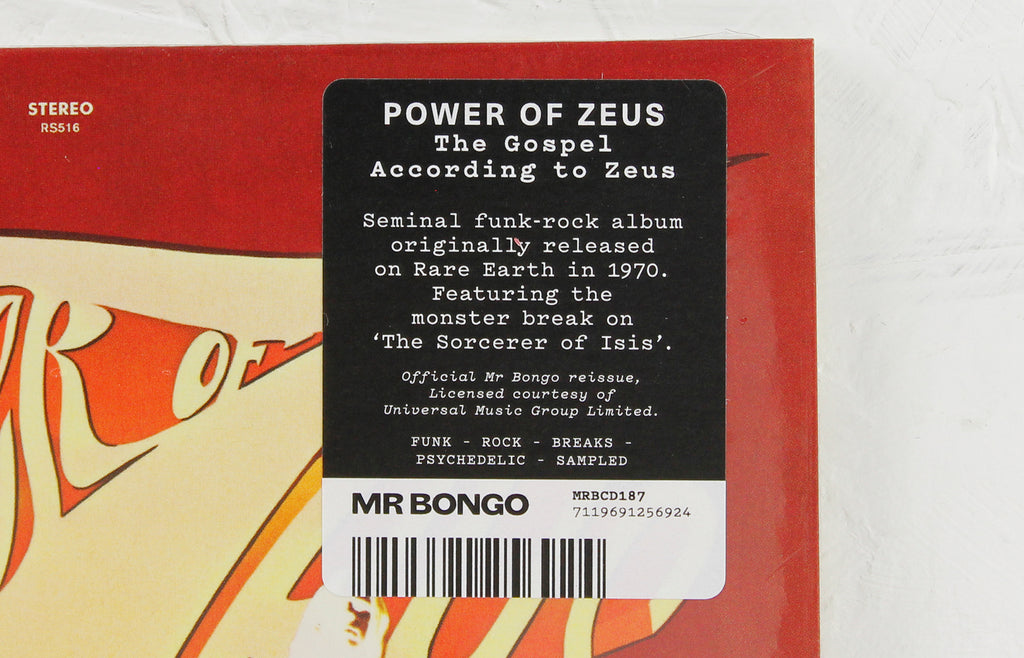 STEREO
RS516
POWER OF ZEUS
The Gospel
According to Zeus
Seminal funk-rock album
originally released
on Rare Earth in 1970.
Featuring the
monster break on
‘The Sorcerer of Isis’.
Official Mr Bongo reissue,
Licensed courtesy of
Universal Music Group Limited.
FUNK - ROCK - BREAKS -
PSYCHEDELIC - SAMPLED
MR BONGO
MRBCD187
7119691256924
OF